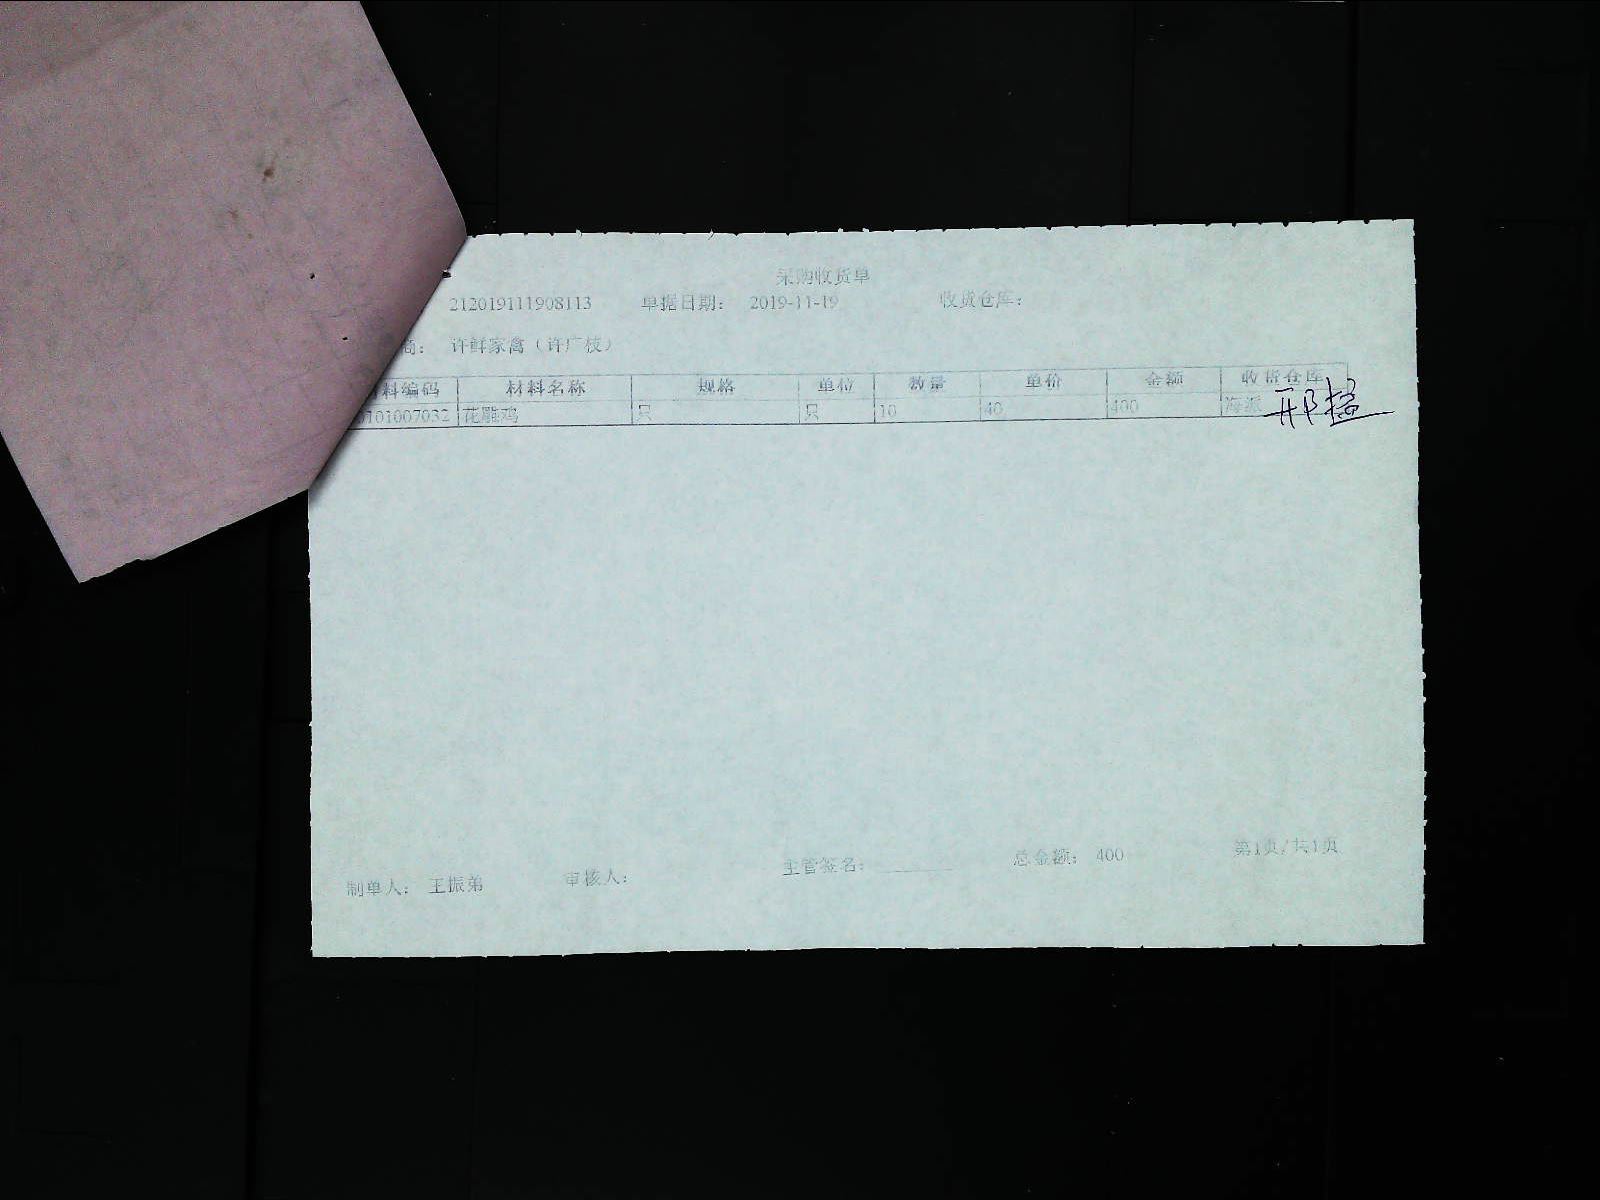 采购收货单
212019111908113 单据日期： 2019-11-19 收货仓库：
商： 许鲜家禽（许广枝）
料编码 材料名称 规格 单位 数量 单价 金额 收货仓库
101007032 花雕鸡 只 只 10 40 400 海派
制单人： 王振弟 审核人： 主管签名： 总金额： 400 第1页/共1页